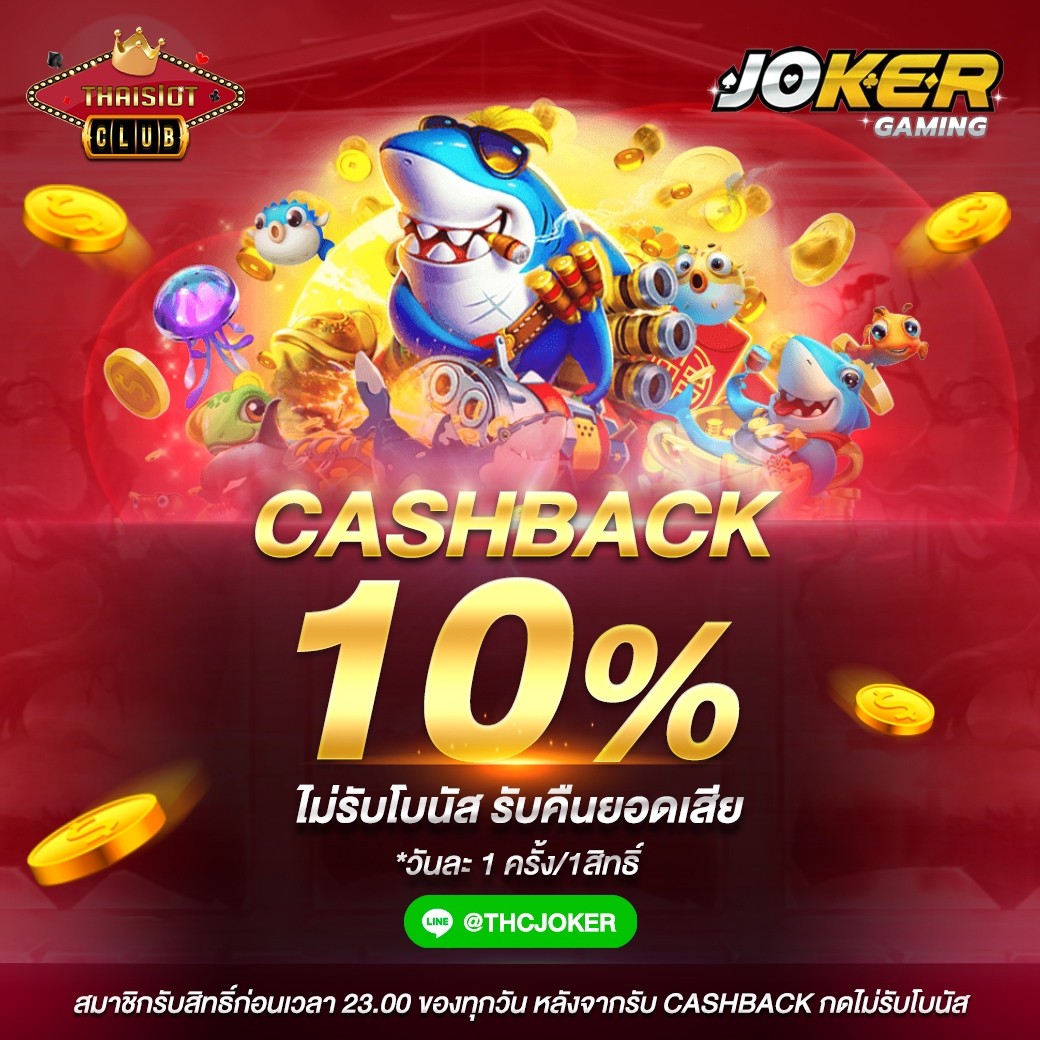 THAISLOT
CLUB
JOKER
GAMING
CASHBACK
10%
ไม่รับโบนัส รับคืนยอดเสีย
*วันละ 1 ครั้ง/1สิทธิ์
LINE @THCJOKER
สมาชิกรับสิทธิ์ก่อนเวลา 23.00 ของทุกวัน หลังจากรับ CASHBACK กดไม่รับโบนัส